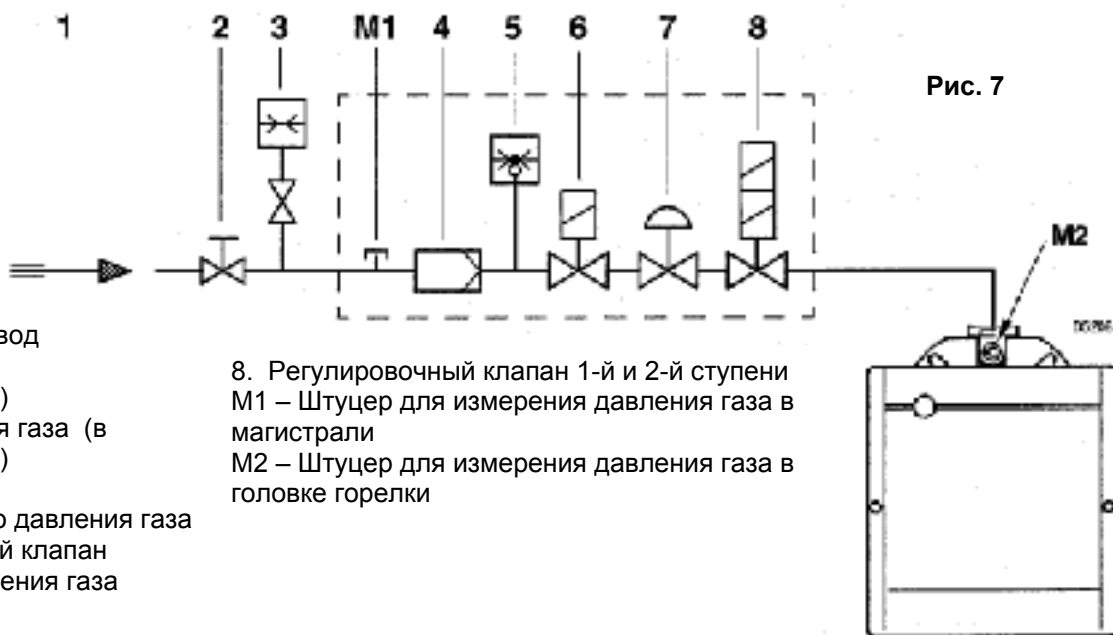 1 2 3 M1 4 5 6 7 8
Рис. 7
M2
вод
)
я газа (в
)
о давления газа
й клапан
ения газа
8. Регулировочный клапан 1-й и 2-й ступени
М1 – Штуцер для измерения давления газа в
магистрали
М2 – Штуцер для измерения давления газа в
головке горелки